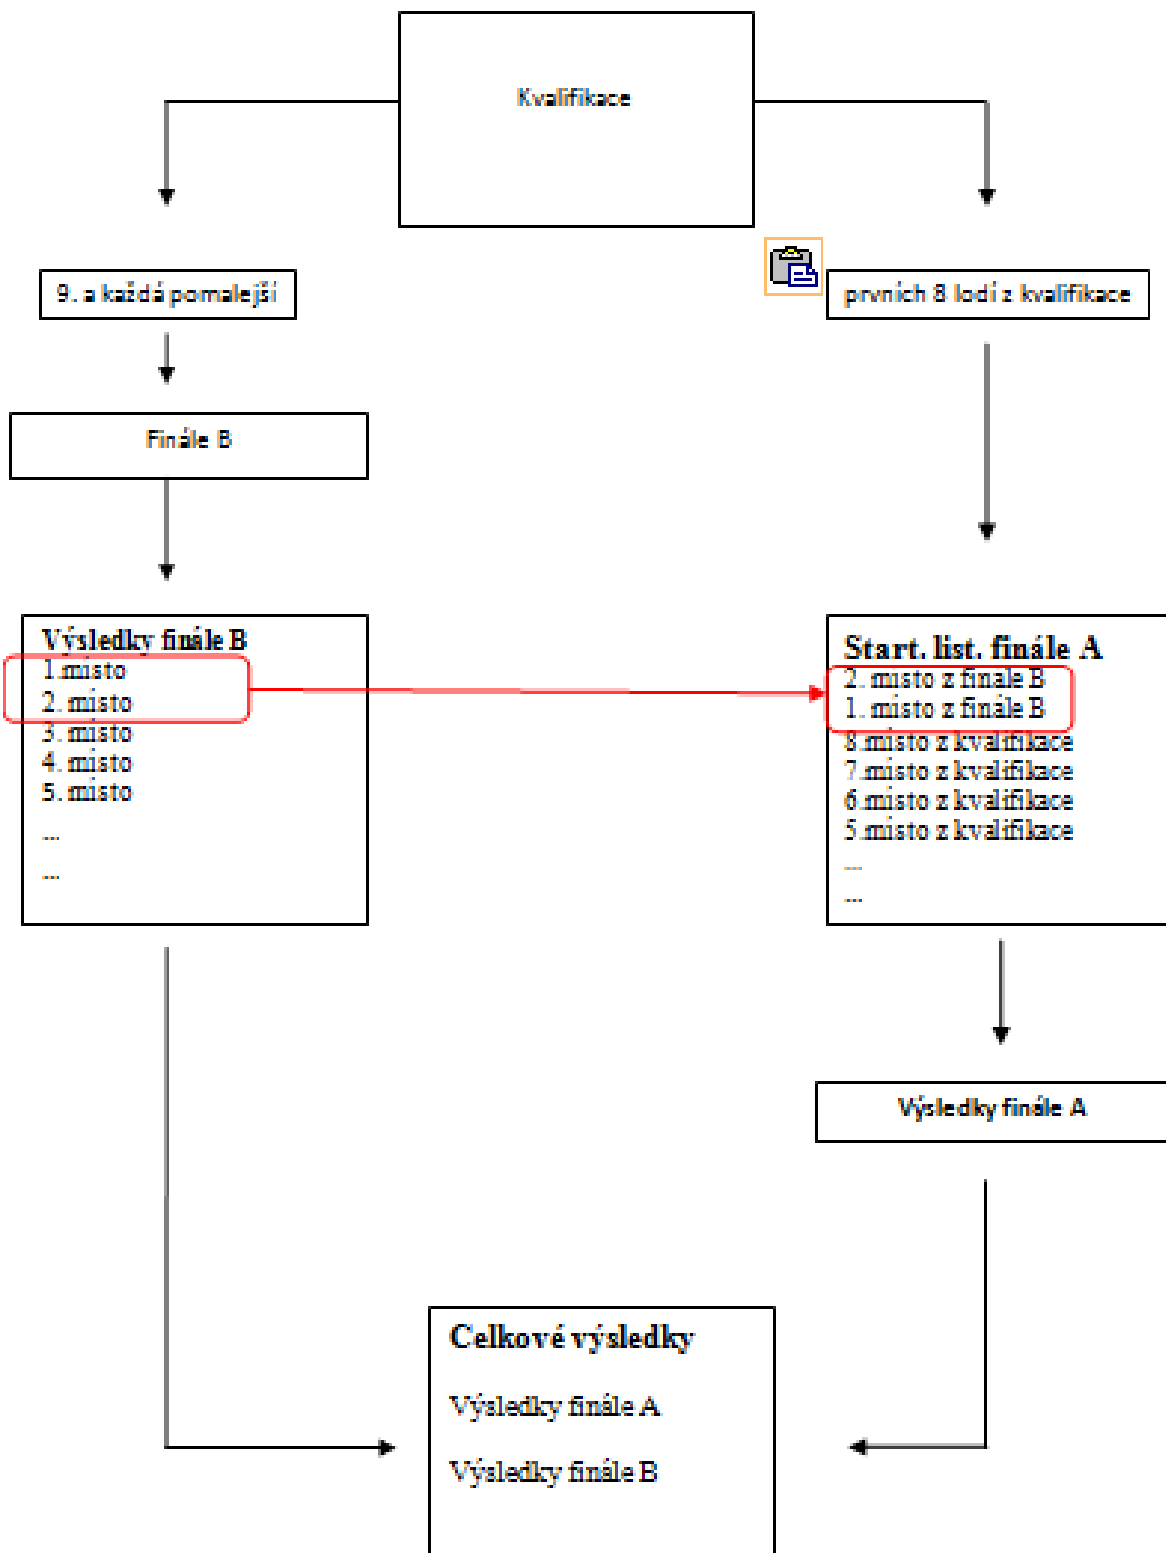 Kvalifikace
9. a každá pomalejší
prvních 8 lodí z kvalifikace
Finále B
Výsledky finále B
1.místo
2. místo
3. místo
4. místo
5. místo
...
...
Start. list. finále A
2. místo z finále B
1. místo z finále B
8.místo z kvalifikace
7.místo z kvalifikace
6.místo z kvalifikace
5.místo z kvalifikace
...
...
Výsledky finále A
Celkové výsledky
Výsledky finále A
Výsledky finále B